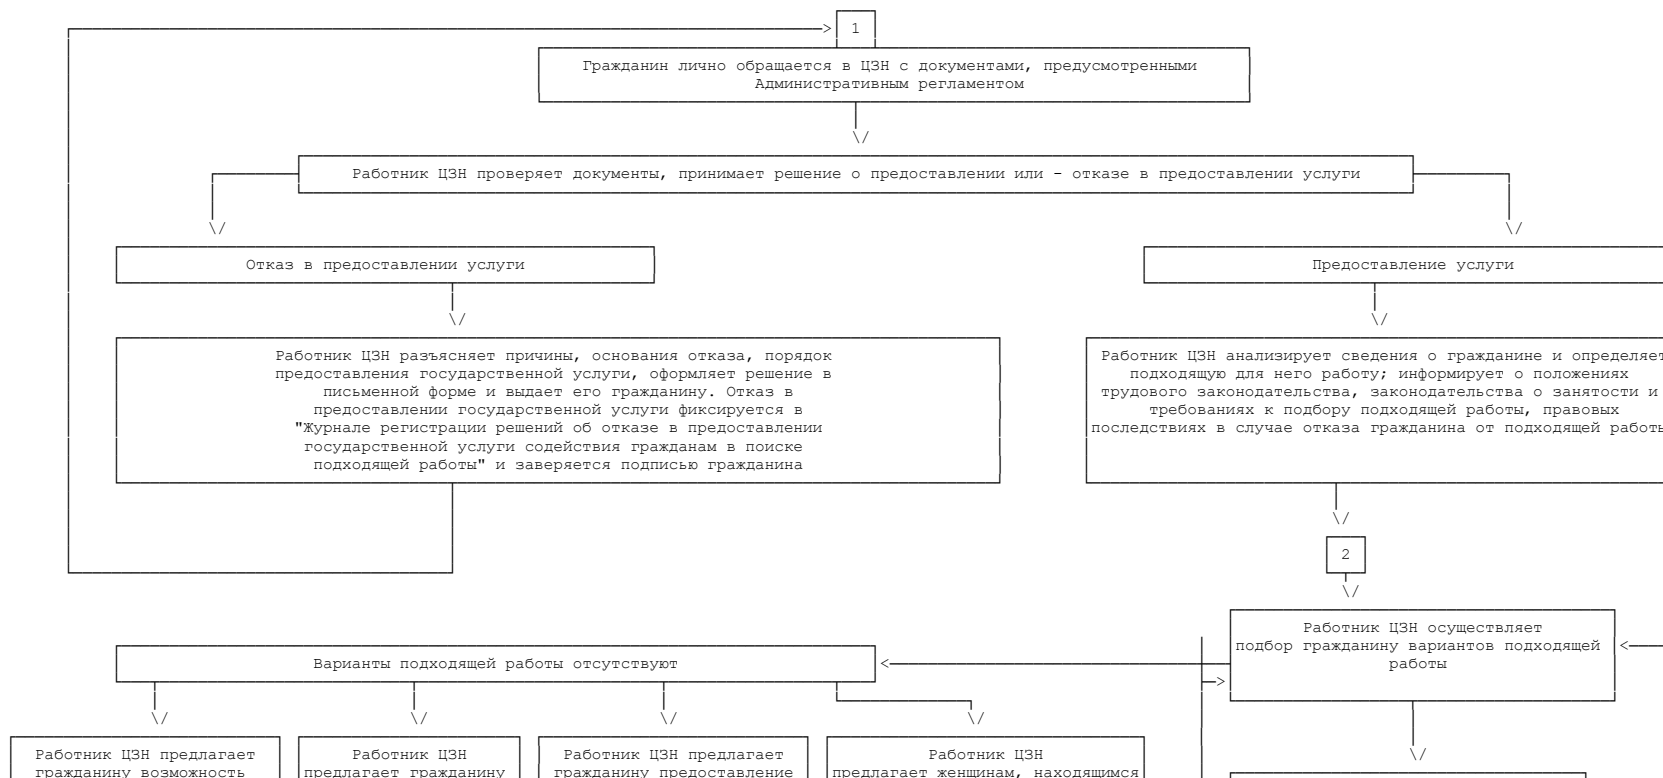 1
Гражданин лично обращается в ЦЗН с документами, предусмотренными
Административным регламентом
Работник ЦЗН проверяет документы, принимает решение о предоставлении или - отказе в предоставлении услуги
Отказ в предоставлении услуги
Предоставление услуги
Работник ЦЗН разъясняет причины, основания отказа, порядок
предоставления государственной услуги, оформляет решение в
письменной форме и выдает его гражданину. Отказ в
предоставлении государственной услуги фиксируется в
"Журнале регистрации решений об отказе в предоставлении
государственной услуги содействия гражданам в поиске
подходящей работы" и заверяется подписью гражданина
Работник ЦЗН анализирует сведения о гражданине и определяет
подходящую для него работу; информирует о положениях
трудового законодательства, законодательства о занятости и
требованиях к подбору подходящей работы, правовых
последствиях в случае отказа гражданина от подходящей работы
2
Работник ЦЗН осуществляет
подбор гражданину вариантов подходящей
работы
Варианты подходящей работы отсутствуют
Работник ЦЗН предлагает
гражданину возможность
Работник ЦЗН
предлагает гражданину
Работник ЦЗН предлагает
гражданину предоставление
Работник ЦЗН
предлагает женщинам, находящимся